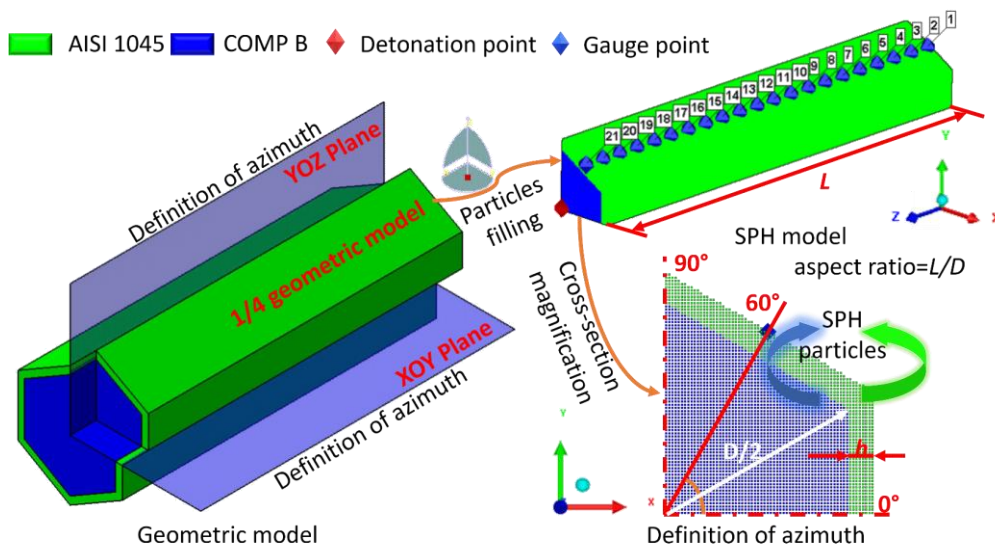 AISI 1045
COMP B
Detonation point
Gauge point
Definition of azimuth
YOZ Plane
1/4 geometric model
XOY Plane
Definition of azimuth
Geometric model
Particles
filling
1
2
3
4
5
6
7
8
9
10
11
12
13
14
15
16
17
18
19
20
21
L
Y
Z
X
SPH model
aspect ratio=L/D
Cross-section
magnification
90°
60°
SPH
particles
D/2
h
0°
Y
X
Definition of azimuth